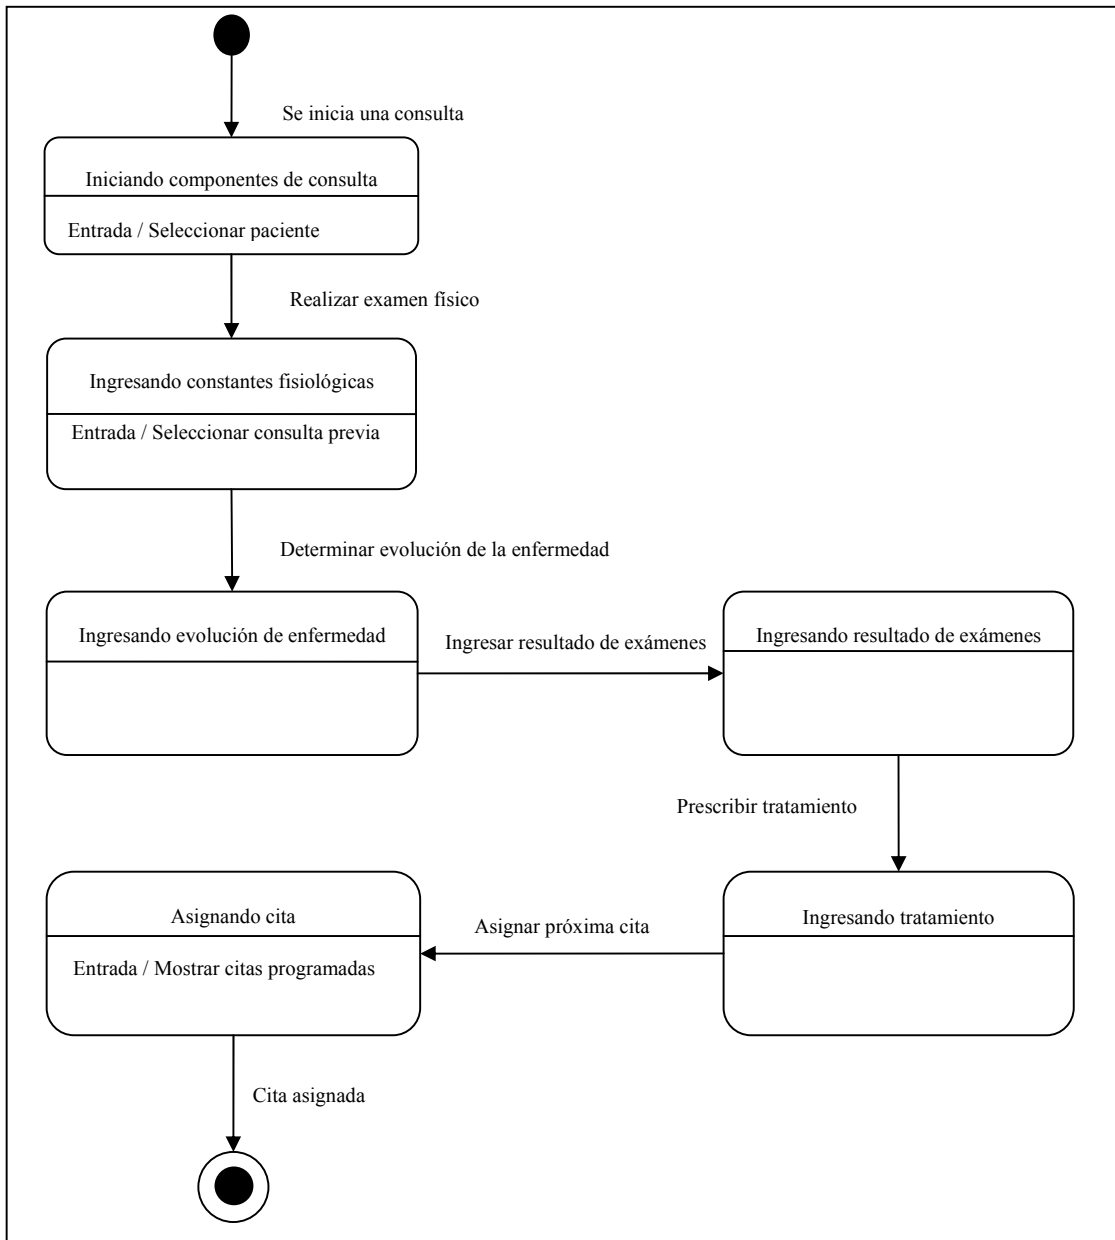 Se inicia una consulta
Iniciando componentes de consulta
Entrada / Seleccionar paciente
Realizar examen físico
Ingresando constantes fisiológicas
Entrada / Seleccionar consulta previa
Determinar evolución de la enfermedad
Ingresando evolución de enfermedad
Ingresar resultado de exámenes
Ingresando resultado de exámenes
Prescribir tratamiento
Ingresando tratamiento
Asignar próxima cita
Asignando cita
Entrada / Mostrar citas programadas
Cita asignada